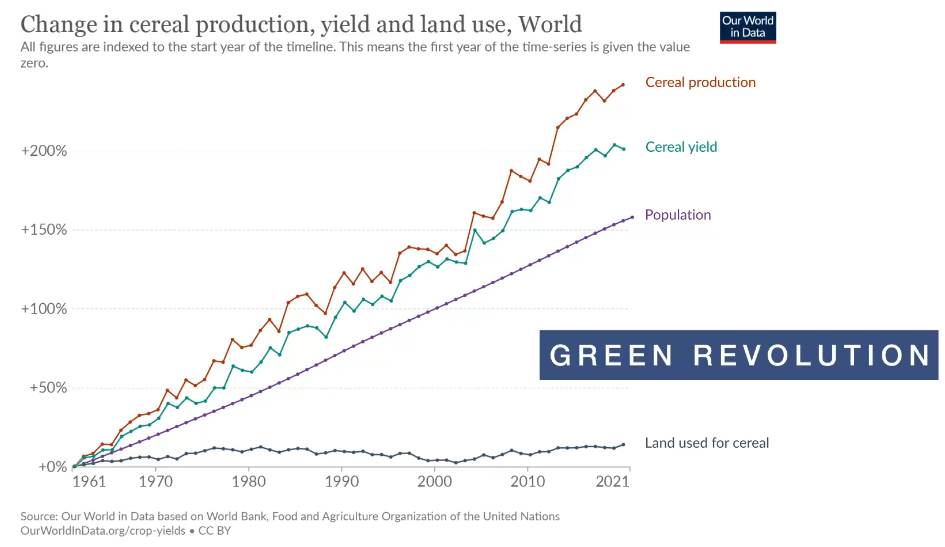 Change in cereal production, yield and land use, World
All figures are indexed to the start year of the timeline. This means the first year of the time-series is given the value
zero.
Our World
in Data
Cereal production
+200%
Cereal yield
Population
+150%
+100%
GREEN REVOLUTION
+50%
Land used for cereal
+0%
1961 1970 1980 1990 2000 2010 2021
Source: Our World in Data based on World Bank, Food and Agriculture Organization of the United Nations
OurWorldInData.org/crop-yields • CC BY